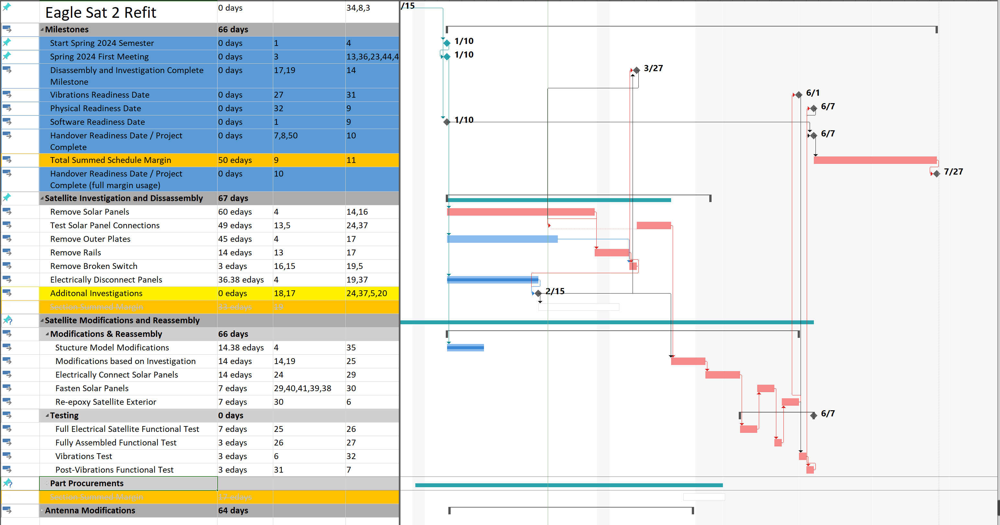 Eagle Sat 2 Refit 0 days 34,8,3 /15
Milestones 66 days
Start Spring 2024 Semester 0 days 1 4 1/10
Spring 2024 First Meeting 0 days 3 13,36,23,44,4 1/10
Disassembly and Investigation Complete 0 days 17,19 14 3/27
Milestone
Vibrations Readiness Date 0 days 27 31 6/1
Physical Readiness Date 0 days 32 9 6/7
Software Readiness Date 0 days 1 9 1/10
Handover Readiness Date / Project 0 days 7,8,50 10 6/7
Complete
Total Summed Schedule Margin 50 edays 9 11
Handover Readiness Date / Project 0 days 10 7/27
Complete (full margin usage)
Satellite Investigation and Dissassembly 67 days
Remove Solar Panels 60 edays 4 14,16
Test Solar Panel Connections 49 edays 13,5 24,37
Remove Outer Plates 45 edays 4 17
Remove Rails 14 edays 13 17
Remove Broken Switch 3 edays 16,15 19,5
Electrically Disconnect Panels 36.38 edays 4 19,37
Additonal Investigations 0 edays 18,17 24,37,5,20 2/15
Section Summed Margin 33 edays 19
Satellite Modifications and Reassembly
Modifications & Reassembly 66 days
Stucture Model Modifications 14.38 edays 4 35
Modifications based on Investigation 14 edays 14,19 25
Electrically Connect Solar Panels 14 edays 24 29
Fasten Solar Panels 7 edays 29,40,41,39,38 30
Re-epoxy Satellite Exterior 7 edays 30 6
Testing 0 days 6/7
Full Electrical Satellite Functional Test 7 edays 25 26
Fully Assembled Functional Test 3 edays 26 27
Vibrations Test 3 edays 6 32
Post-Vibrations Functional Test 3 edays 31 7
Part Procurements
Section Summed Margin 17 edays
Antenna Modifications 64 days